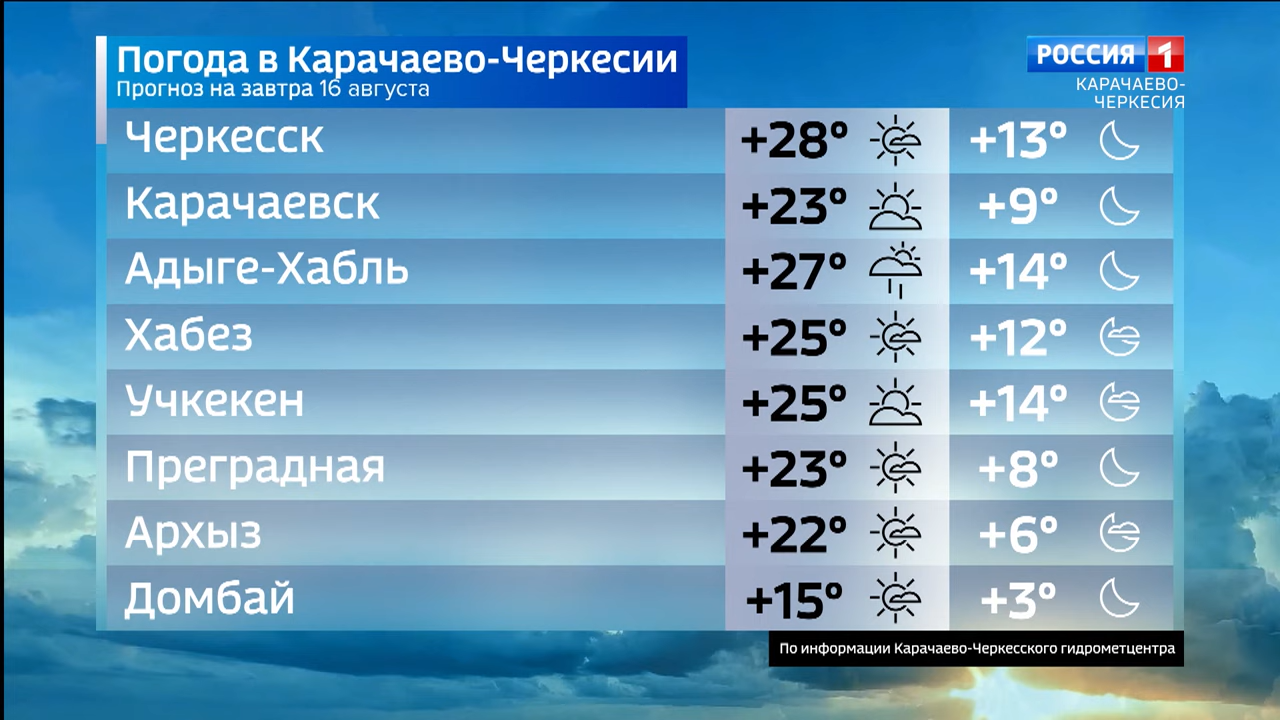 Погода в Карачаево-Черкесии
Прогноз на завтра 16 августа
РОССИЯ 1
КАРАЧАЕВО-
ЧЕРКЕСИЯ
Черкесск +28° +13°
Карачаевск +23° +9°
Адыге-Хабль +27° +14°
Хабез +25° +12°
Учкекен +25° +14°
Преградная +23° +8°
Архыз +22° +6°
Домбай +15° +3°
По информации Карачаево-Черкесского гидрометцентра